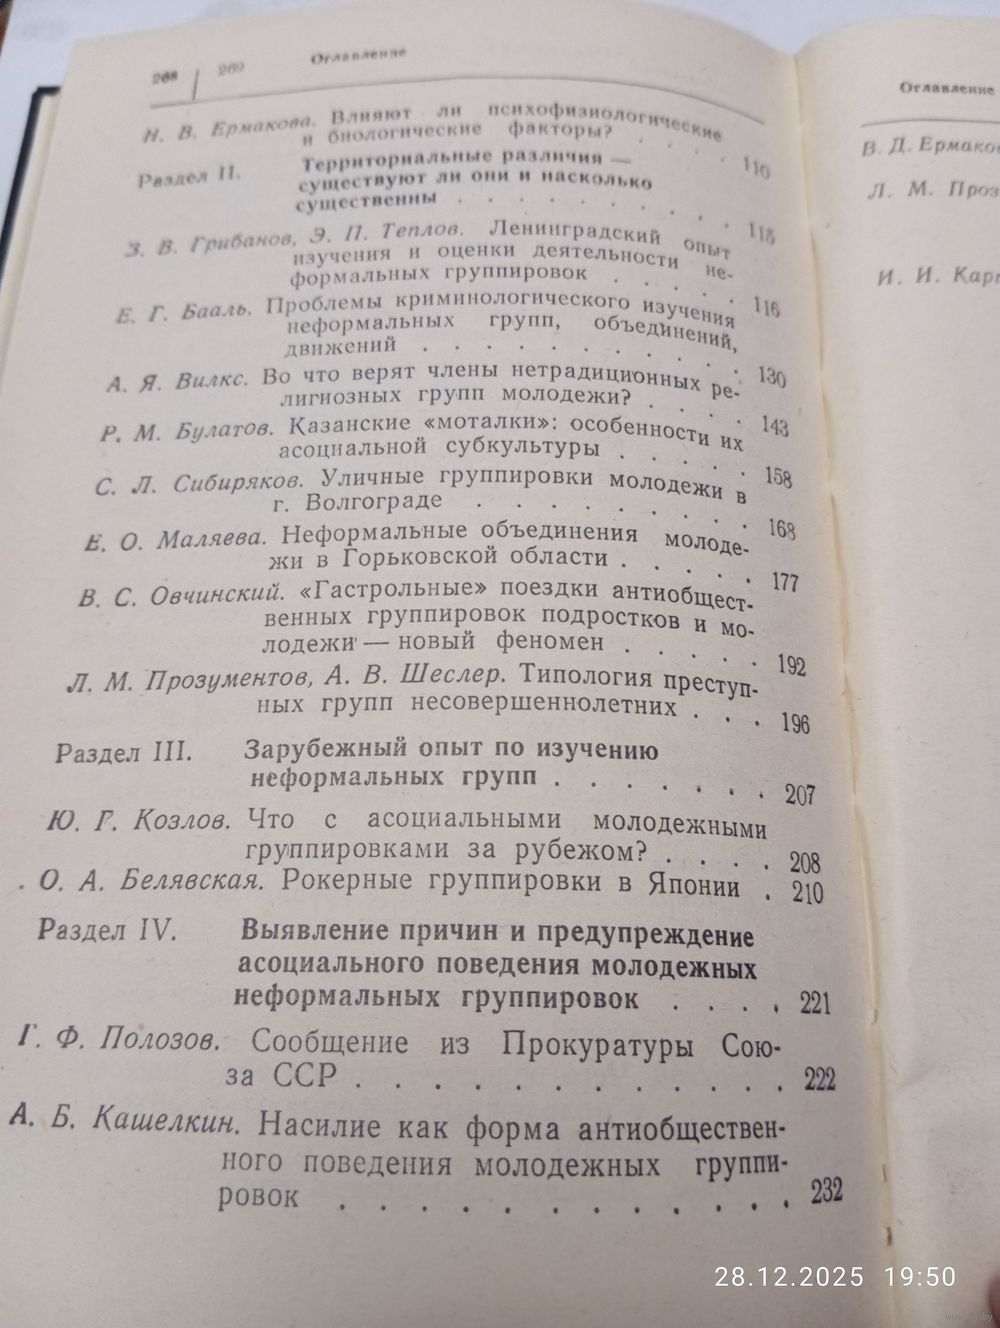 268 269 Оглавление
Н. В. Ермакова. Влияют ли психофизиологические
и биологические факторы? . . . . 110
Раздел II. Территориальные различия —
существуют ли они и насколько
существенны . . . . . . . . . 115
З. В. Грибанов, Э. П. Теплов. Ленинградский опыт
изучения и оценки деятельности не-
формальных группировок . . . . . 116
Е. Г. Бааль. Проблемы криминологического изучения
неформальных групп, объединений,
движений . . . . . . . . . . . 130
А. Я. Вилкс. Во что верят члены нетрадиционных ре-
лигиозных групп молодежи? . . . . 143
Р. М. Булатов. Казанские «моталки»: особенности их
асоциальной субкультуры . . . . . 158
С. Л. Сибиряков. Уличные группировки молодежи в
г. Волгограде . . . . . . . . . 168
Е. О. Маляева. Неформальные объединения молоде-
жи в Горьковской области . . . . . 177
В. С. Овчинский. «Гастрольные» поездки антиобщест-
венных группировок подростков и мо-
лодежи — новый феномен . . . . . 192
Л. М. Прозументов, А. В. Шеслер. Типология преступ-
ных групп несовершеннолетних . . . 196
Раздел III. Зарубежный опыт по изучению
неформальных групп . . . . . . . 207
Ю. Г. Козлов. Что с асоциальными молодежными
группировками за рубежом? . . . . 208
О. А. Белявская. Рокерные группировки в Японии . 210
Раздел IV. Выявление причин и предупреждение
асоциального поведения молодежных
неформальных группировок . . . . 221
Г. Ф. Полозов. Сообщение из Прокуратуры Сою-
за ССР . . . . . . . . . . . . 222
А. Б. Кашелкин. Насилие как форма антиобществен-
ного поведения молодежных группи-
ровок . . . . . . . . . . . . . 232
Оглавление
В. Д. Ермако
Л. М. Проз
И. И. Карп
28.12.2025 19:50